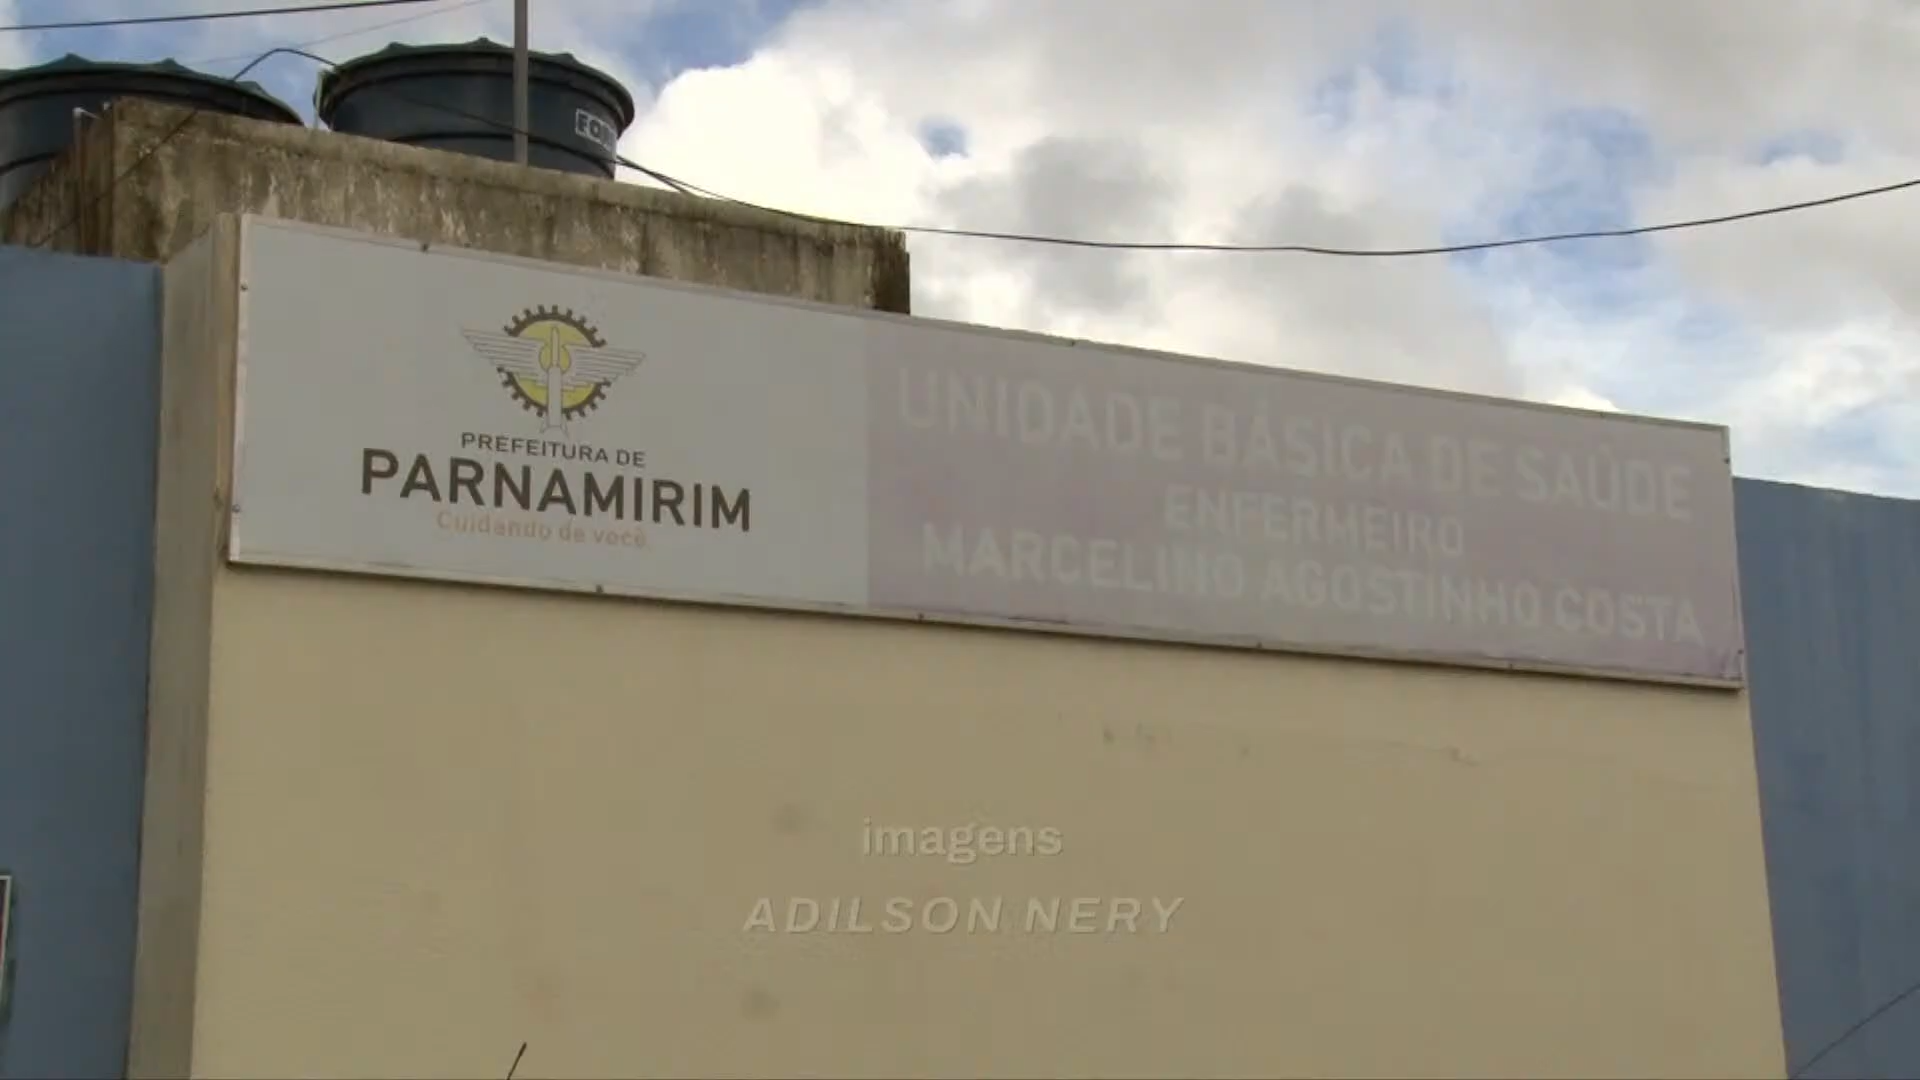 PREFEITURA DE
PARNAMIRIM
Cuidando de você.
UNIDADE BÁSICA DE SAÚDE
ENFERMEIRO
MARCELINO AGOSTINHO COSTA
imagens
ADILSON NERY